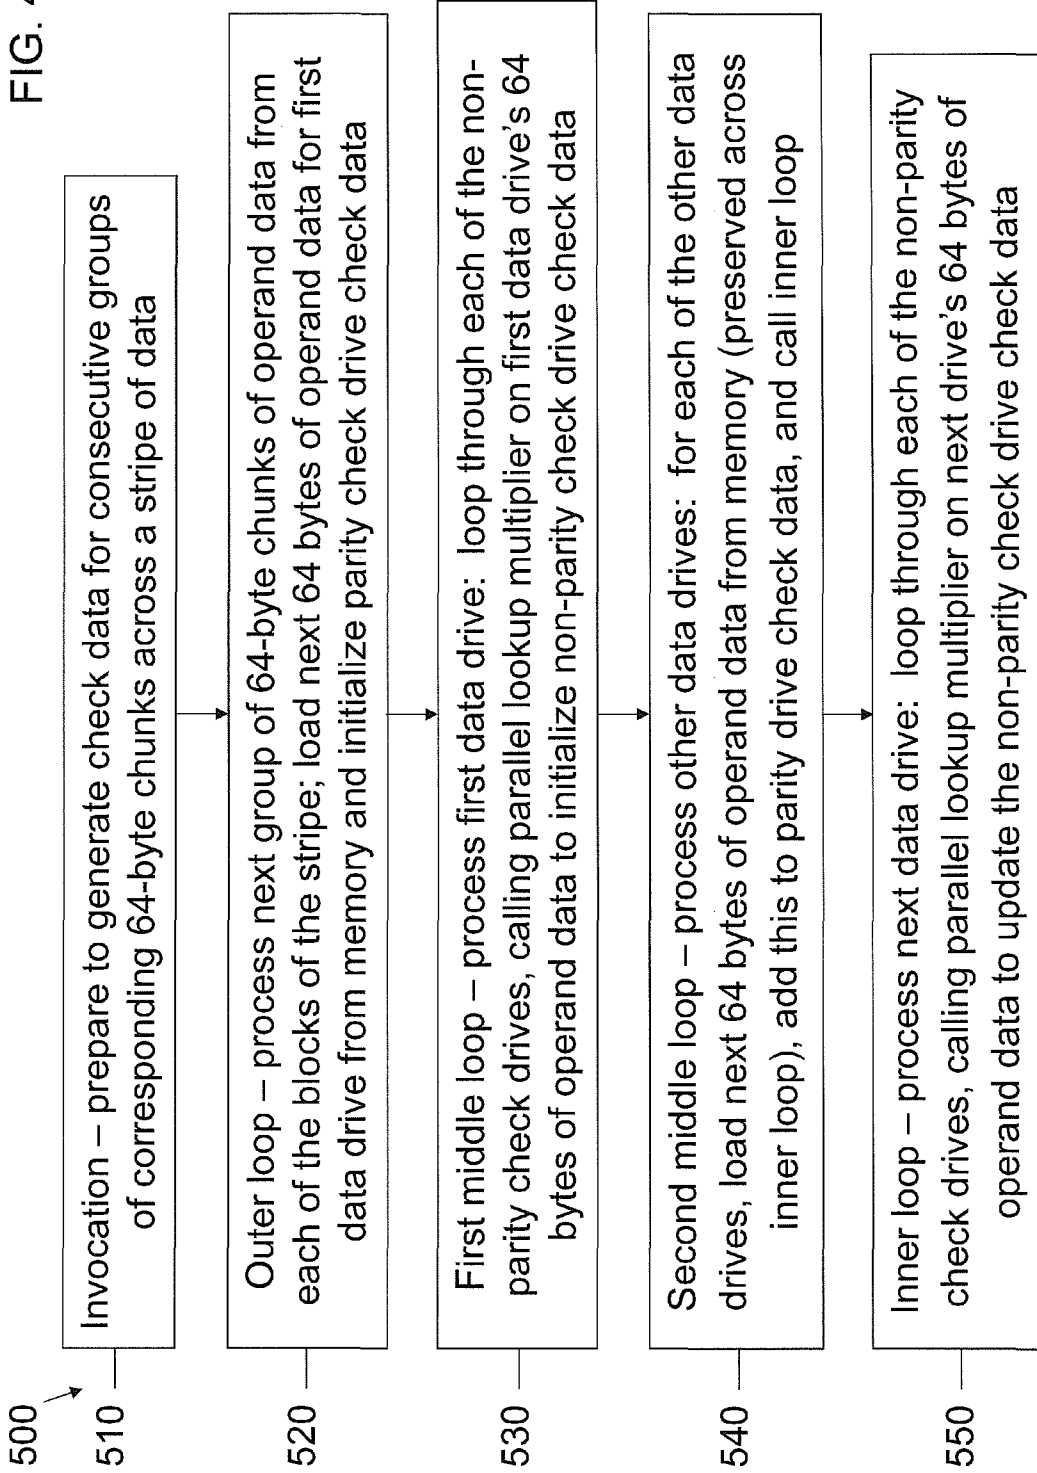 FIG. 4
500
510
Invocation – prepare to generate check data for consecutive groups
of corresponding 64-byte chunks across a stripe of data
520
Outer loop – process next group of 64-byte chunks of operand data from
each of the blocks of the stripe; load next 64 bytes of operand data for first
data drive from memory and initialize parity check drive check data
530
First middle loop – process first data drive: loop through each of the non-
parity check drives, calling parallel lookup multiplier on first data drive's 64
bytes of operand data to initialize non-parity check drive check data
540
Second middle loop – process other data drives: for each of the other data
drives, load next 64 bytes of operand data from memory (preserved across
inner loop), add this to parity drive check data, and call inner loop
550
Inner loop – process next data drive: loop through each of the non-parity
check drives, calling parallel lookup multiplier on next drive's 64 bytes of
operand data to update the non-parity check drive check data